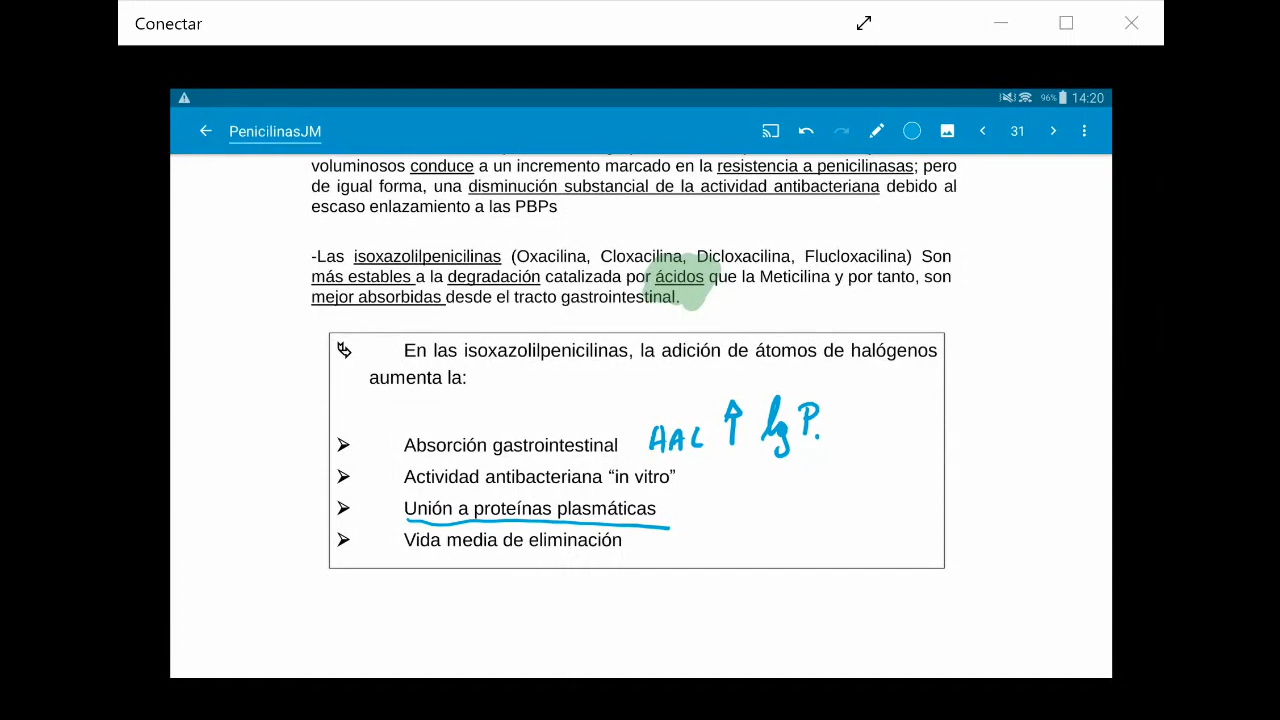 Conectar
96% 14:20
PenicilinasJM
31
voluminosos conduce a un incremento marcado en la resistencia a penicilinasas; pero
de igual forma, una disminución substancial de la actividad antibacteriana debido al
escaso enlazamiento a las PBPs
-Las isoxazolilpenicilinas (Oxacilina, Cloxacilina, Dicloxacilina, Flucloxacilina) Son
más estables a la degradación catalizada por ácidos que la Meticilina y por tanto, son
mejor absorbidas desde el tracto gastrointestinal.
En las isoxazolilpenicilinas, la adición de átomos de halógenos
aumenta la:
Absorción gastrointestinal HAL ↑ lg P.
Actividad antibacteriana “in vitro”
Unión a proteínas plasmáticas
Vida media de eliminación